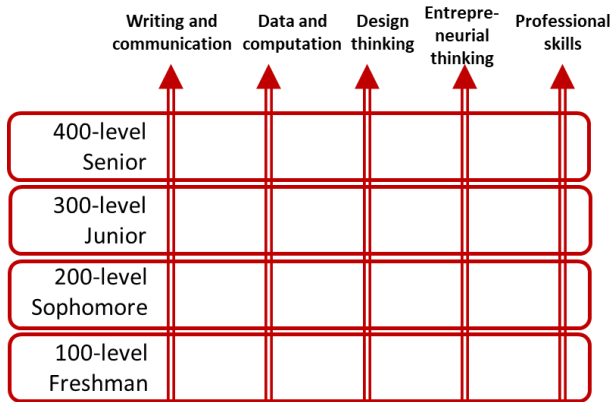 Writing and
communication
Data and
computation
Design
thinking
Entrepre-
neurial
thinking
Professional
skills
400-level
Senior
300-level
Junior
200-level
Sophomore
100-level
Freshman